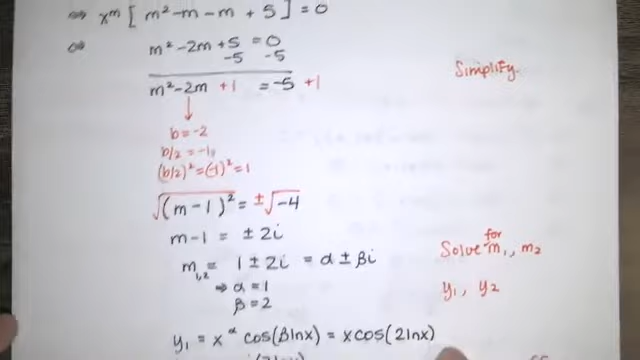 ⇒ x^m [ m² - m - m + 5 ] = 0
⇒ m² - 2m + 5 = 0
-5 -5
m² - 2m + 1 = -5 + 1
Simplify.
↓
b = -2
b/2 = -1,
(b/2)² = (-1)² = 1
√(m - 1)² = ± √-4
m - 1 = ± 2i
Solve for m₁, m₂
m₁,₂ = 1 ± 2i = α ± βi
⇒ α = 1
β = 2
y₁, y₂
y₁ = x^α cos(β ln x) = x cos(2 ln x)